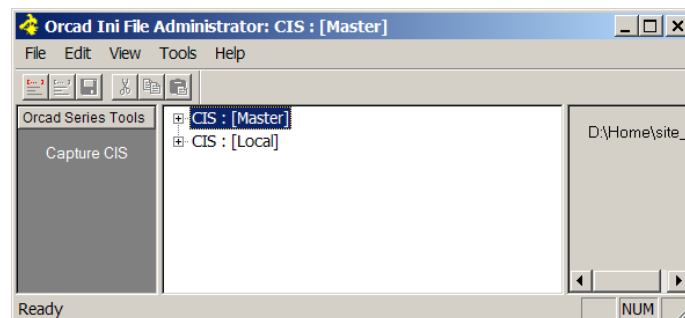 Orcad Ini File Administrator: CIS : [Master]
File Edit View Tools Help
Orcad Series Tools
Capture CIS
CIS : [Master]
CIS : [Local]
D:\Home\site_
Ready
NUM